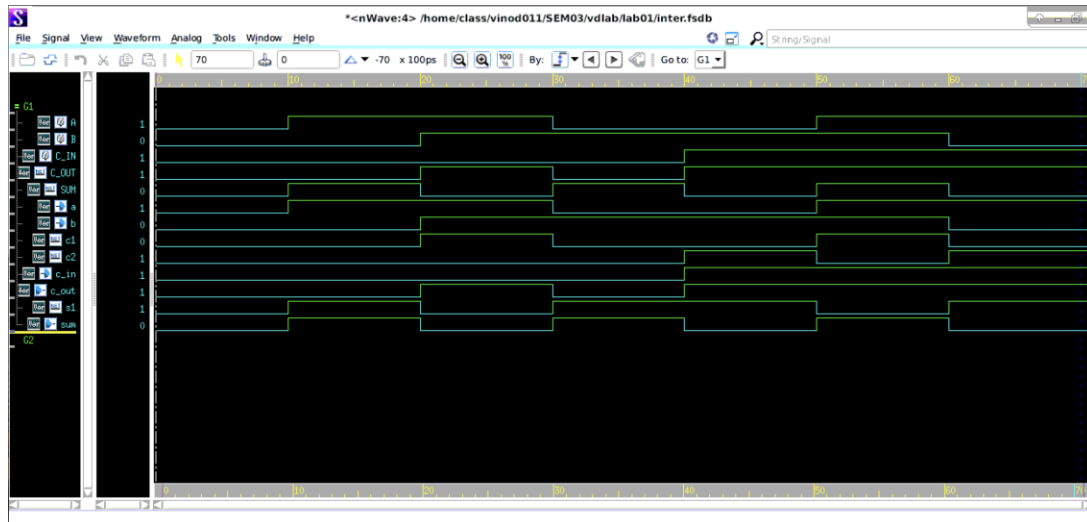 S
*<nWave:4> /home/class/vinod011/SEM03/vdlab/lab01/inter.fsdb
File Signal View Waveform Analog Tools Window Help
String/Signal
70 0 -70 x 100ps 100 % By: Go to: G1
0 10 20 30 40 50 60
= G1
A 1
B 0
C_IN 1
C_OUT 1
SUM 0
a 1
b 0
c1 0
c2 1
c_in 1
c_out 1
s1 1
sum 0
G2
0 10 20 30 40 50 60